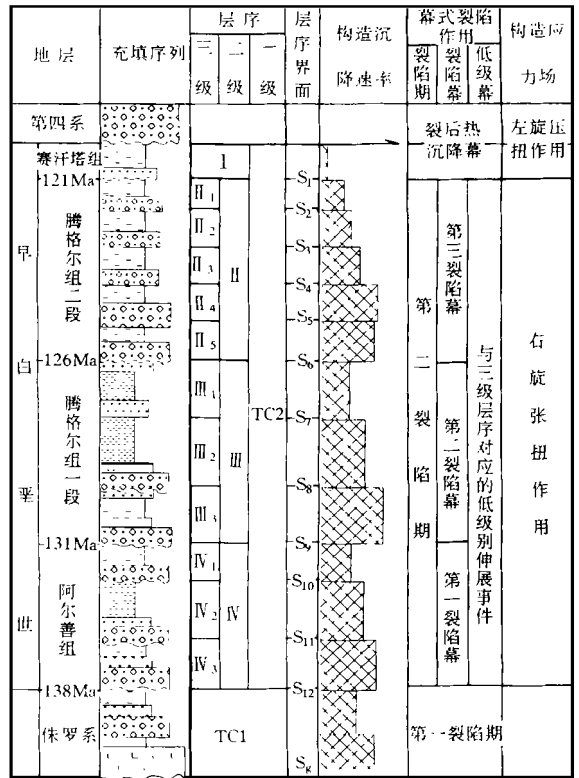 地层
充填序列
层序
三级
二级
一级
层序界面
构造沉降速率
幕式裂陷作用
裂陷期
裂陷幕
低级幕
构造应力场
第四系
裂后热沉降幕
左旋压扭作用
早白垩世
赛汉塔组
121Ma
腾格尔组二段
126Ma
腾格尔组一段
131Ma
阿尔善组
138Ma
侏罗系
I
II1
II2
II3
II4
II5
II
III1
III2
III3
III
IV1
IV2
IV3
IV
TC2
TC1
S1
S2
S3
S4
S5
S6
S7
S8
S9
S10
S11
S12
Sg
第二裂陷期
第三裂陷幕
第二裂陷幕
第一裂陷幕
与三级层序对应的低级别伸展事件
右旋张扭作用
第一裂陷期